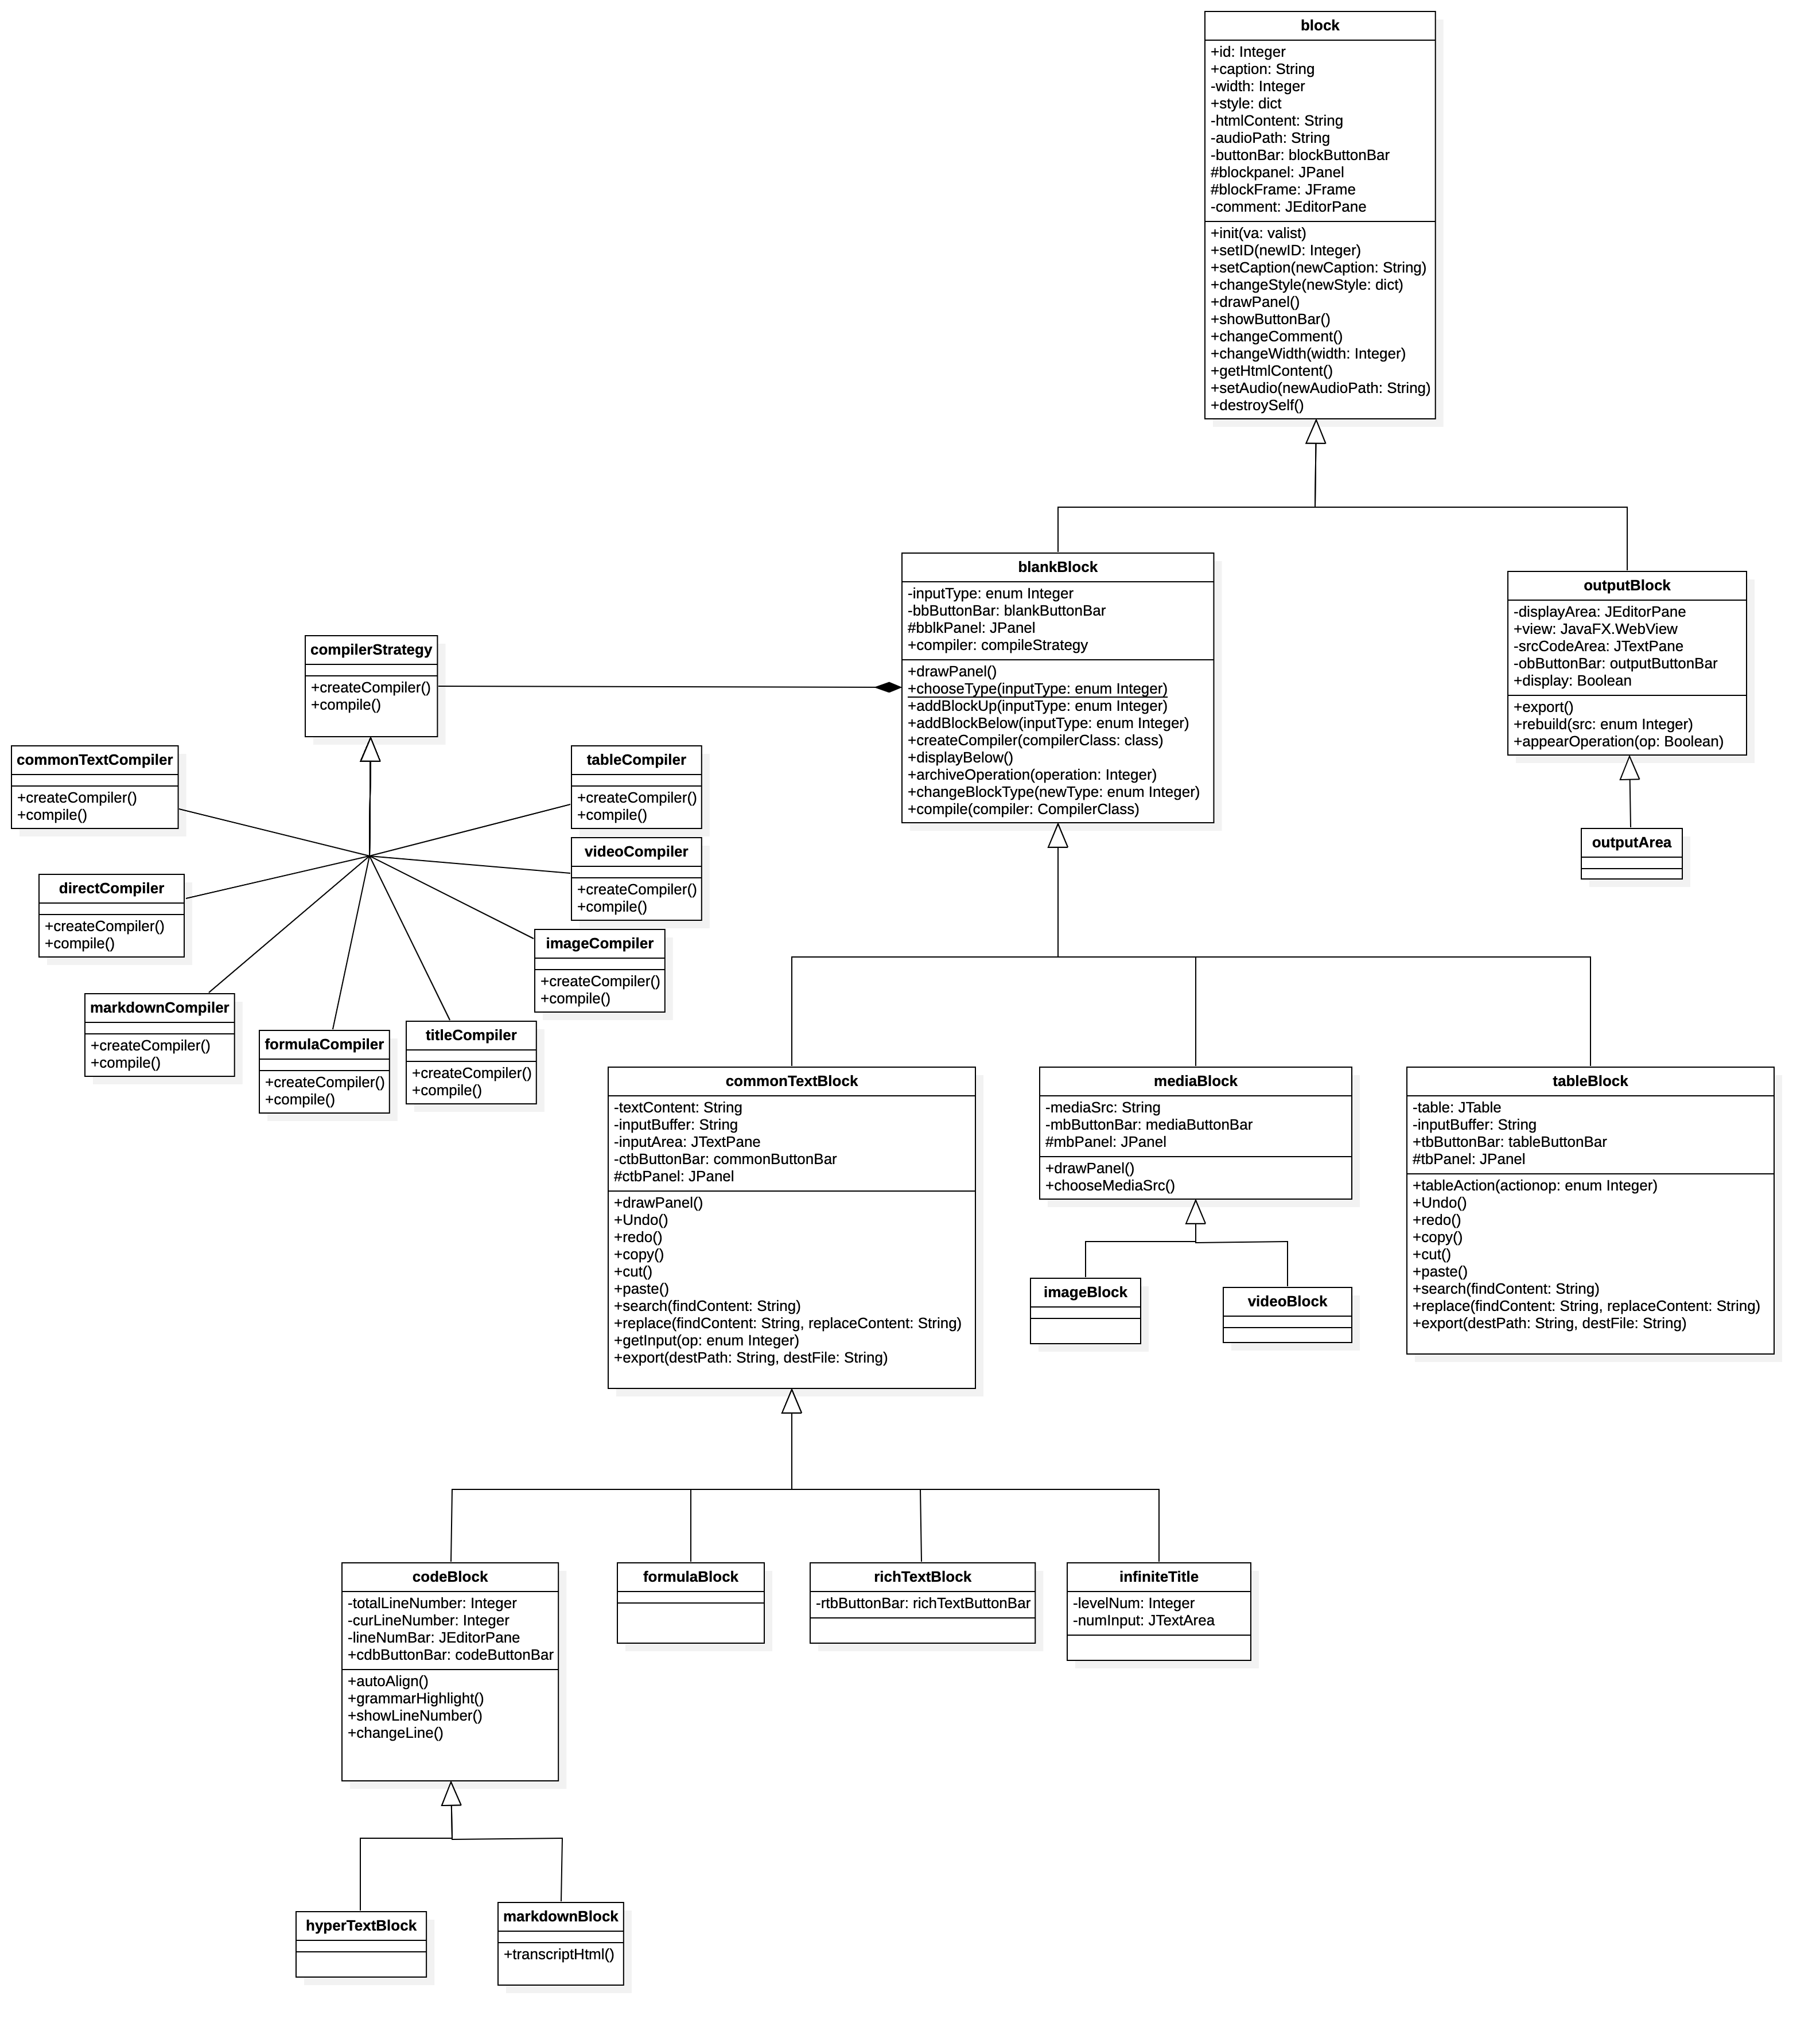 block
+id: Integer
+caption: String
-width: Integer
+style: dict
-htmlContent: String
-audioPath: String
-buttonBar: blockButtonBar
#blockpanel: JPanel
#blockFrame: JFrame
-comment: JEditorPane
+init(va: valist)
+setID(newID: Integer)
+setCaption(newCaption: String)
+changeStyle(newStyle: dict)
+drawPanel()
+showButtonBar()
+changeComment()
+changeWidth(width: Integer)
+getHtmlContent()
+setAudio(newAudioPath: String)
+destroySelf()
blankBlock
-inputType: enum Integer
-bbButtonBar: blankButtonBar
#bblkPanel: JPanel
+compiler: compileStrategy
+drawPanel()
+chooseType(inputType: enum Integer)
+addBlockUp(inputType: enum Integer)
+addBlockBelow(inputType: enum Integer)
+createCompiler(compilerClass: class)
+displayBelow()
+archiveOperation(operation: Integer)
+changeBlockType(newType: enum Integer)
+compile(compiler: CompilerClass)
outputBlock
-displayArea: JEditorPane
+view: JavaFX.WebView
-srcCodeArea: JTextPane
-obButtonBar: outputButtonBar
+display: Boolean
+export()
+rebuild(src: enum Integer)
+appearOperation(op: Boolean)
outputArea
compilerStrategy
+createCompiler()
+compile()
commonTextCompiler
+createCompiler()
+compile()
tableCompiler
+createCompiler()
+compile()
videoCompiler
+createCompiler()
+compile()
directCompiler
+createCompiler()
+compile()
imageCompiler
+createCompiler()
+compile()
markdownCompiler
+createCompiler()
+compile()
formulaCompiler
+createCompiler()
+compile()
titleCompiler
+createCompiler()
+compile()
commonTextBlock
-textContent: String
-inputBuffer: String
-inputArea: JTextPane
-ctbButtonBar: commonButtonBar
#ctbPanel: JPanel
+drawPanel()
+Undo()
+redo()
+copy()
+cut()
+paste()
+search(findContent: String)
+replace(findContent: String, replaceContent: String)
+getInput(op: enum Integer)
+export(destPath: String, destFile: String)
mediaBlock
-mediaSrc: String
-mbButtonBar: mediaButtonBar
#mbPanel: JPanel
+drawPanel()
+chooseMediaSrc()
imageBlock
videoBlock
tableBlock
-table: JTable
-inputBuffer: String
+tbButtonBar: tableButtonBar
#tbPanel: JPanel
+tableAction(actionop: enum Integer)
+Undo()
+redo()
+copy()
+cut()
+paste()
+search(findContent: String)
+replace(findContent: String, replaceContent: String)
+export(destPath: String, destFile: String)
codeBlock
-totalLineNumber: Integer
-curLineNumber: Integer
-lineNumBar: JEditorPane
+cdbButtonBar: codeButtonBar
+autoAlign()
+grammarHighlight()
+showLineNumber()
+changeLine()
formulaBlock
richTextBlock
-rtbButtonBar: richTextButtonBar
infiniteTitle
-levelNum: Integer
-numInput: JTextArea
hyperTextBlock
markdownBlock
+transcriptHtml()